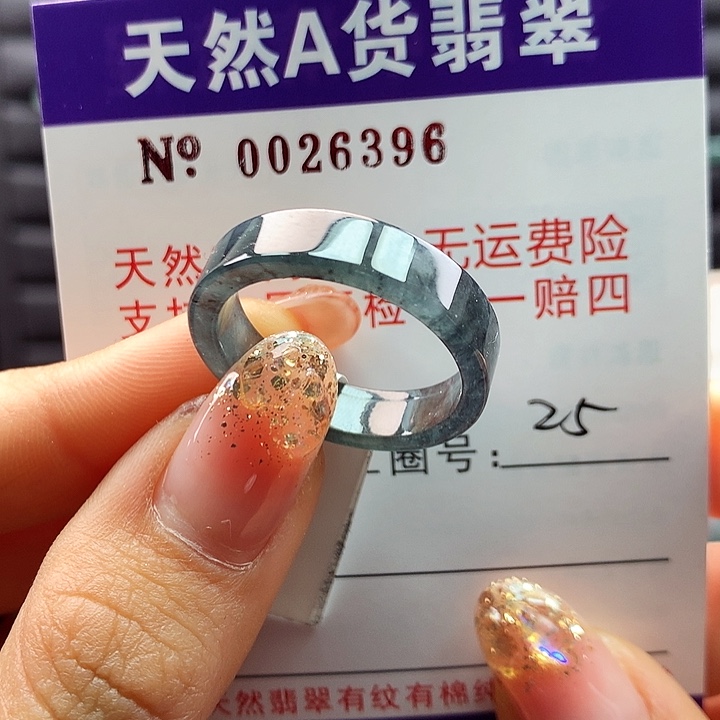 天然A货翡翠
Nº 0026396
天然 无运费险
支 检 一赔四
圈号: 25
天然翡翠有纹有棉